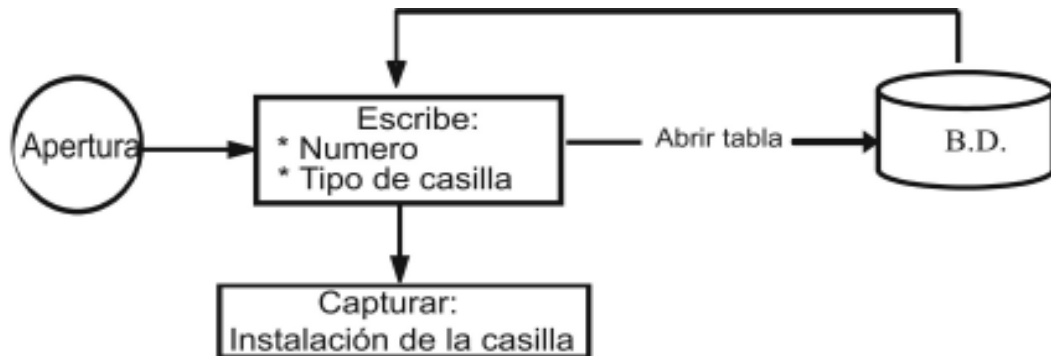 Apertura
Escribe:
* Numero
* Tipo de casilla
Abrir tabla
B.D.
Capturar:
Instalación de la casilla